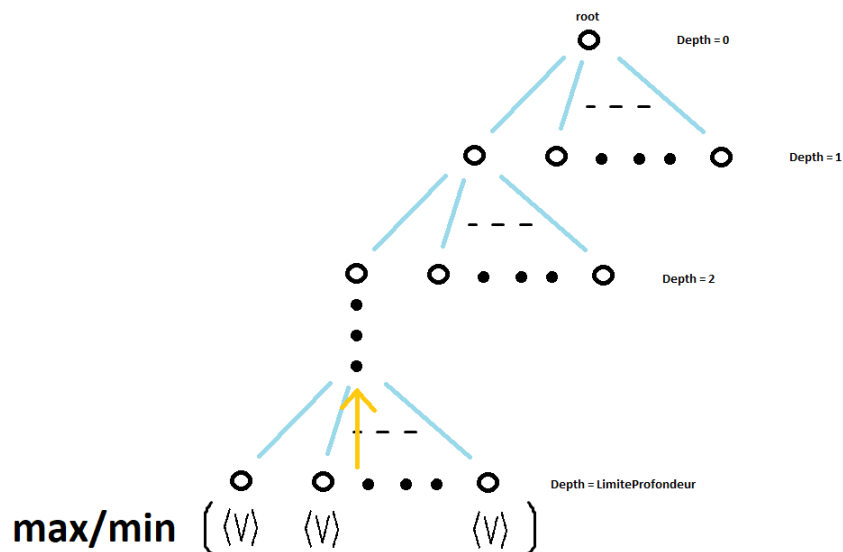 root
Depth = 0
Depth = 1
Depth = 2
Depth = LimiteProfondeur
max/min ( ⟨V⟩ ⟨V⟩ ⟨V⟩ )